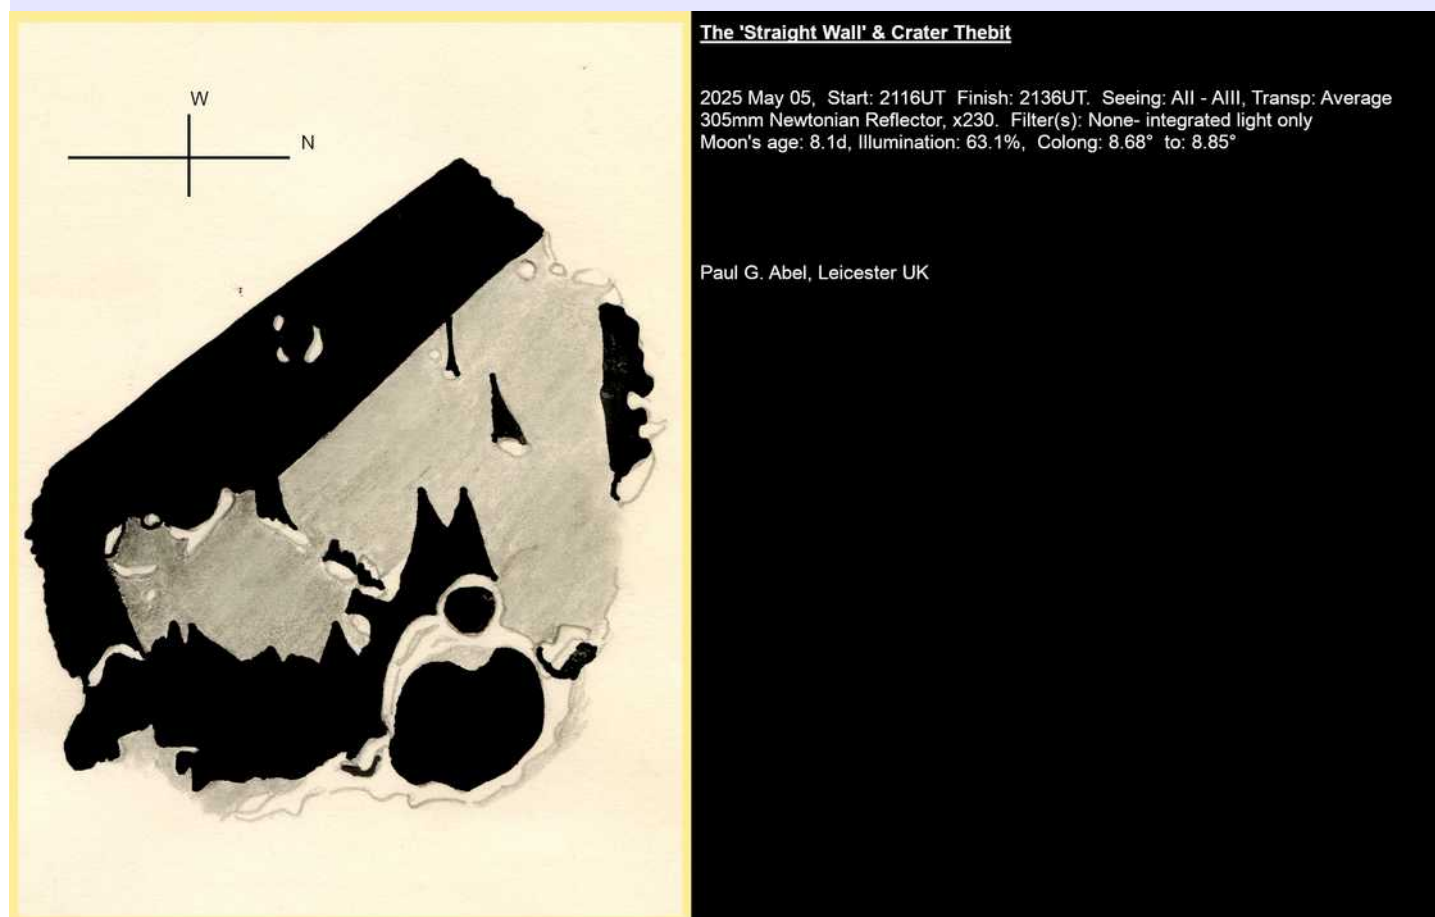 The 'Straight Wall' & Crater Thebit
2025 May 05,  Start: 2116UT  Finish: 2136UT.  Seeing: AII - AIII, Transp: Average
305mm Newtonian Reflector, x230.  Filter(s): None- integrated light only
Moon's age: 8.1d, Illumination: 63.1%,  Colong: 8.68°  to: 8.85°
W
N
Paul G. Abel, Leicester UK